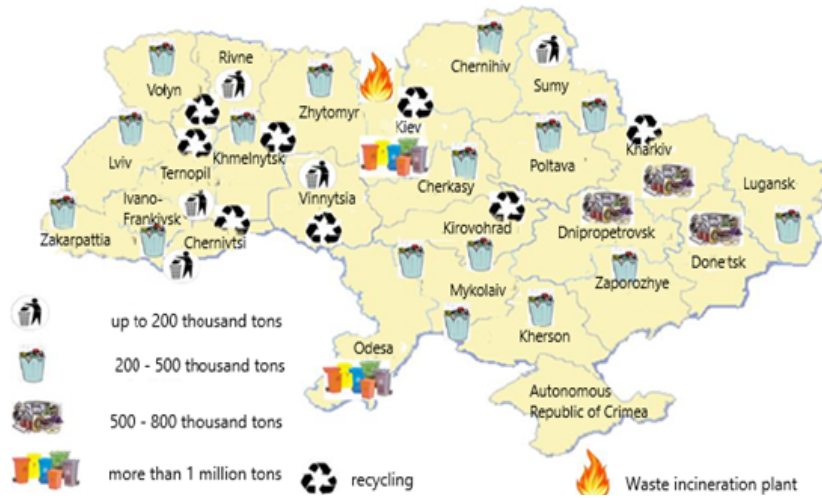 Rivne
Chernihiv
Volyn
Sumy
Zhytomyr
Kiev
Kharkiv
Lviv
Khmelnytsk
Poltava
Ternopil
Cherkasy
Lugansk
Ivano-
Frankivsk
Vinnytsia
Zakarpattia
Chernivtsi
Kirovohrad
Dnipropetrovsk
Donetsk
Mykolaiv
Zaporozhye
up to 200 thousand tons
Kherson
Odesa
200 - 500 thousand tons
Autonomous
Republic of Crimea
500 - 800 thousand tons
more than 1 million tons
recycling
Waste incineration plant